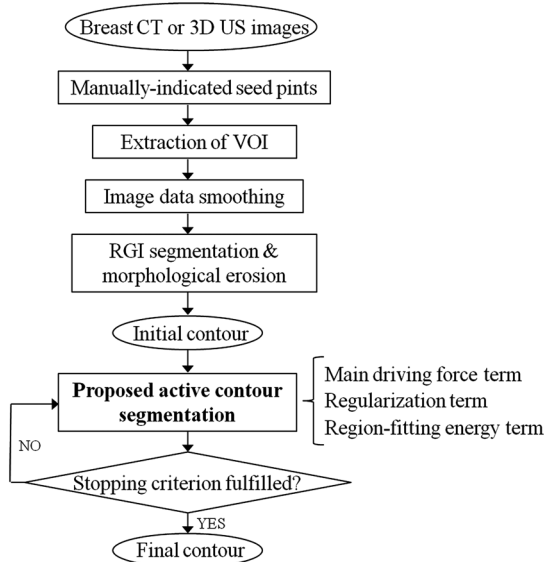 Breast CT or 3D US images
Manually-indicated seed pints
Extraction of VOI
Image data smoothing
RGI segmentation &
morphological erosion
Initial contour
Proposed active contour
segmentation
Main driving force term
Regularization term
Region-fitting energy term
NO
Stopping criterion fulfilled?
YES
Final contour